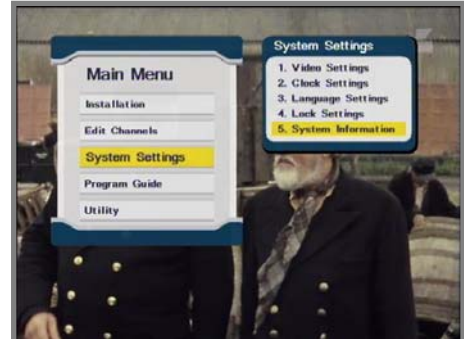 Main Menu
Installation
Edit Channels
System Settings
Program Guide
Utility
System Settings
1. Video Settings
2. Clock Settings
3. Language Settings
4. Lock Settings
5. System Information